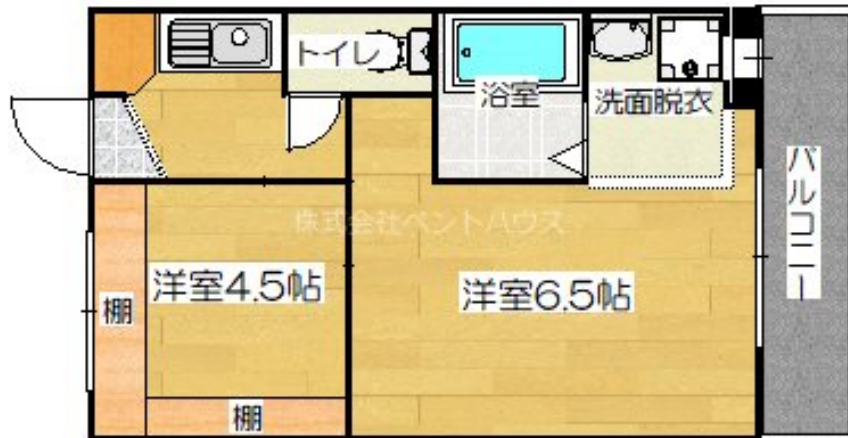 トイレ
浴室
洗面脱衣
バルコニー
株式会社ペントハウス
洋室4.5帖
洋室6.5帖
棚
棚